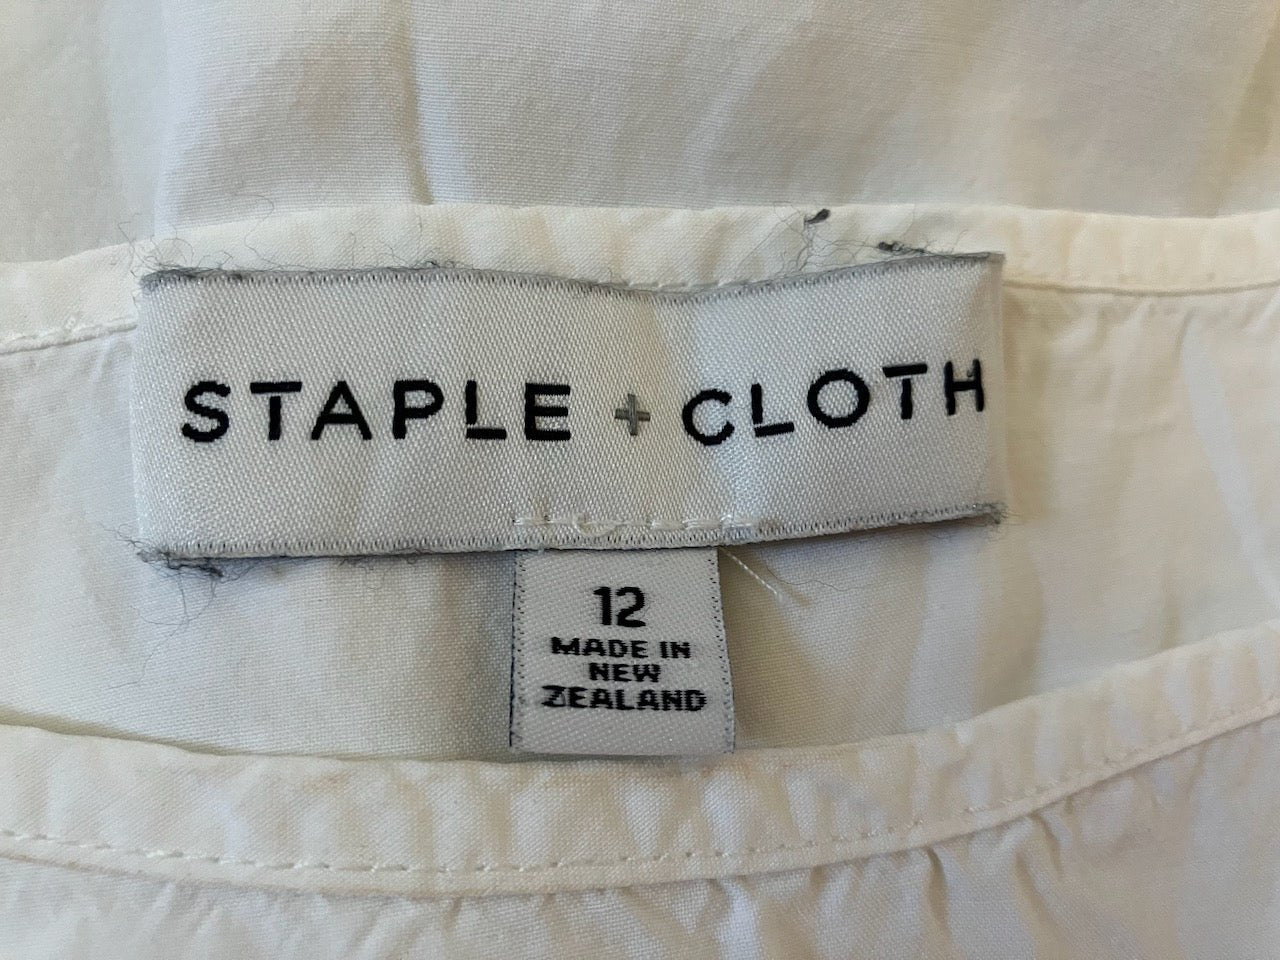 STAPLE + CLOTH
12
MADE IN
NEW
ZEALAND